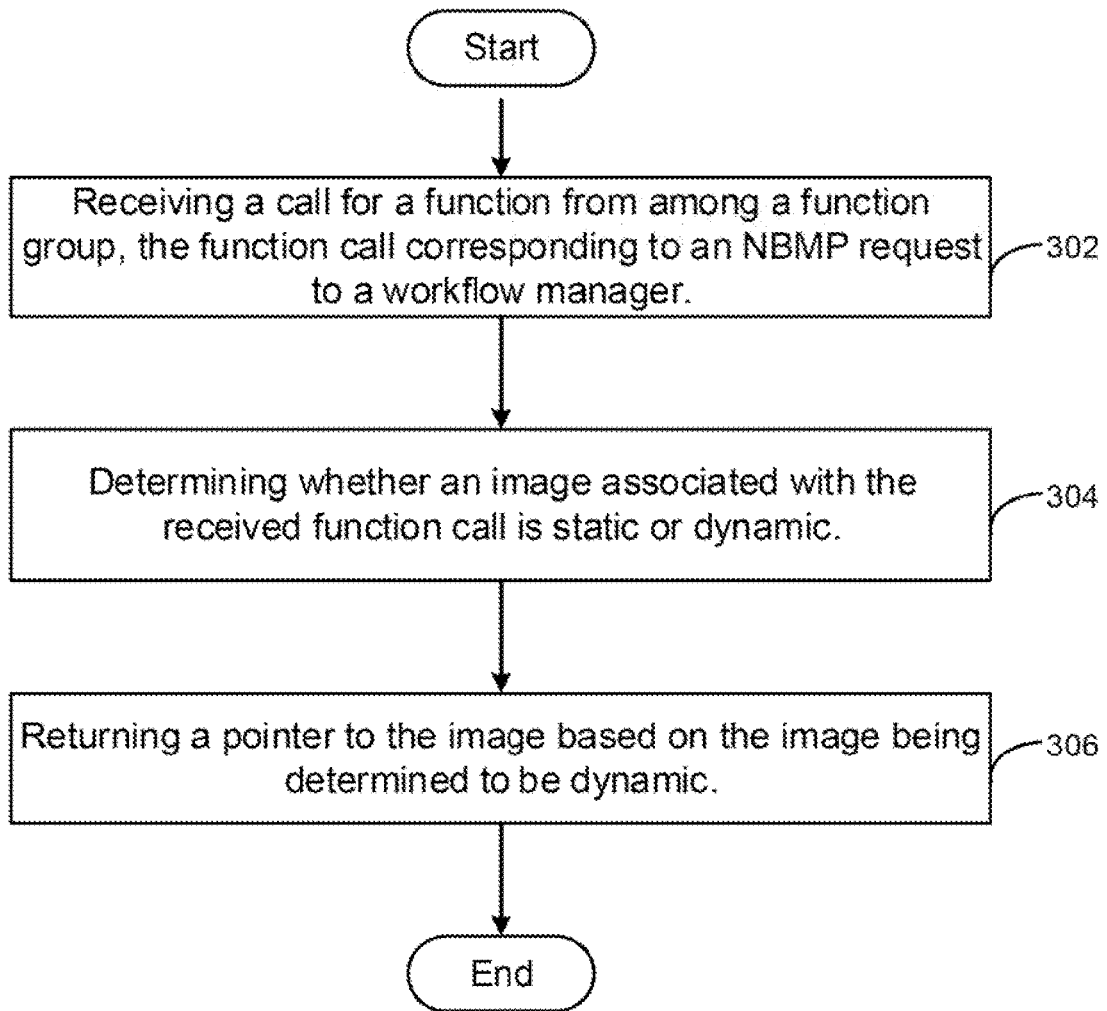 Start
Receiving a call for a function from among a function
group, the function call corresponding to an NBMP request
to a workflow manager.
302
Determining whether an image associated with the
received function call is static or dynamic.
304
Returning a pointer to the image based on the image being
determined to be dynamic.
306
End